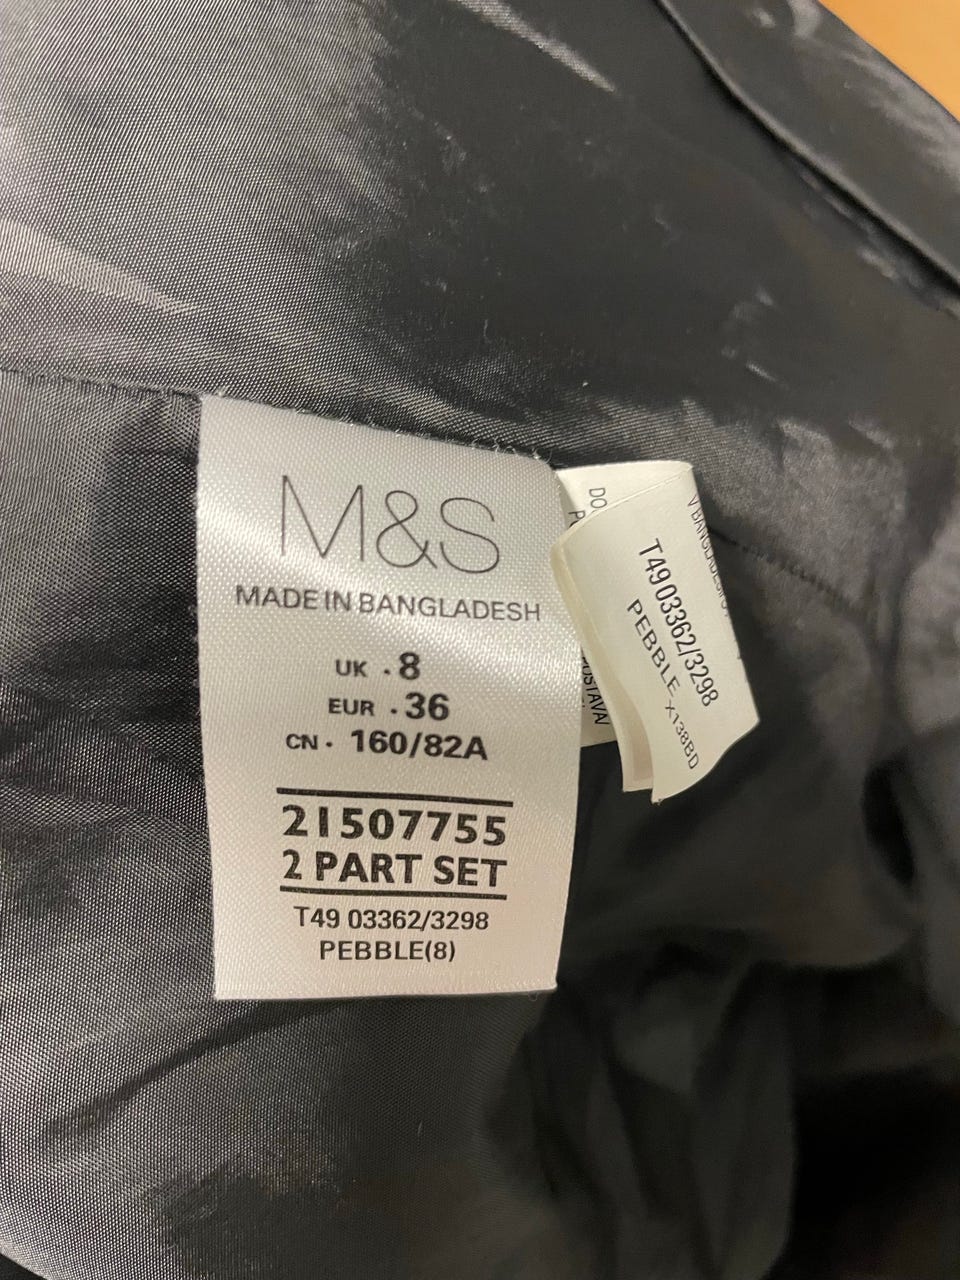 M&S
MADE IN BANGLADESH
UK . 8
EUR . 36
CN . 160/82A
21507755
2 PART SET
T49 03362/3298
PEBBLE(8)
DO
T49 03362/3298
PEBBLE X138BD